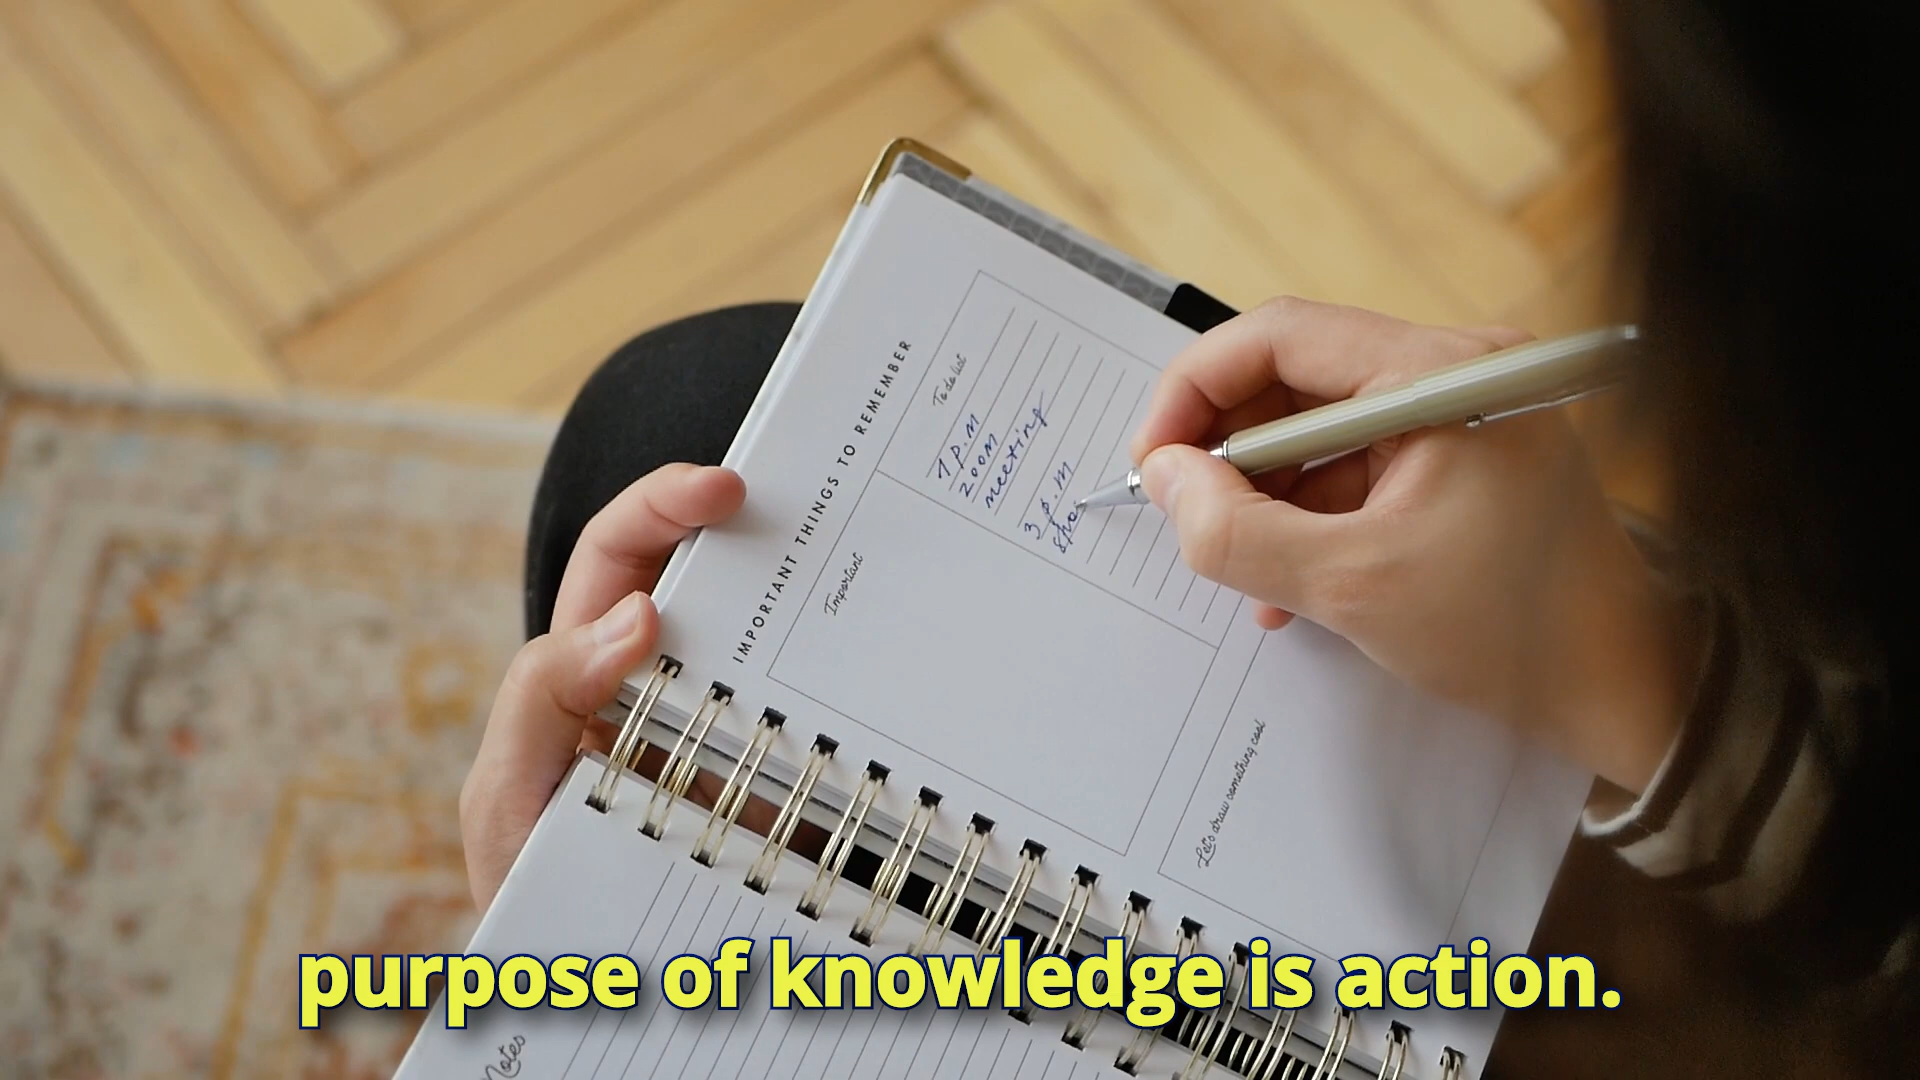 IMPORTANT THINGS TO REMEMBER
To do list
1 p.m
zoom
meeting
3 p.m
Important
Let's draw something cool
Notes
purpose of knowledge is action.